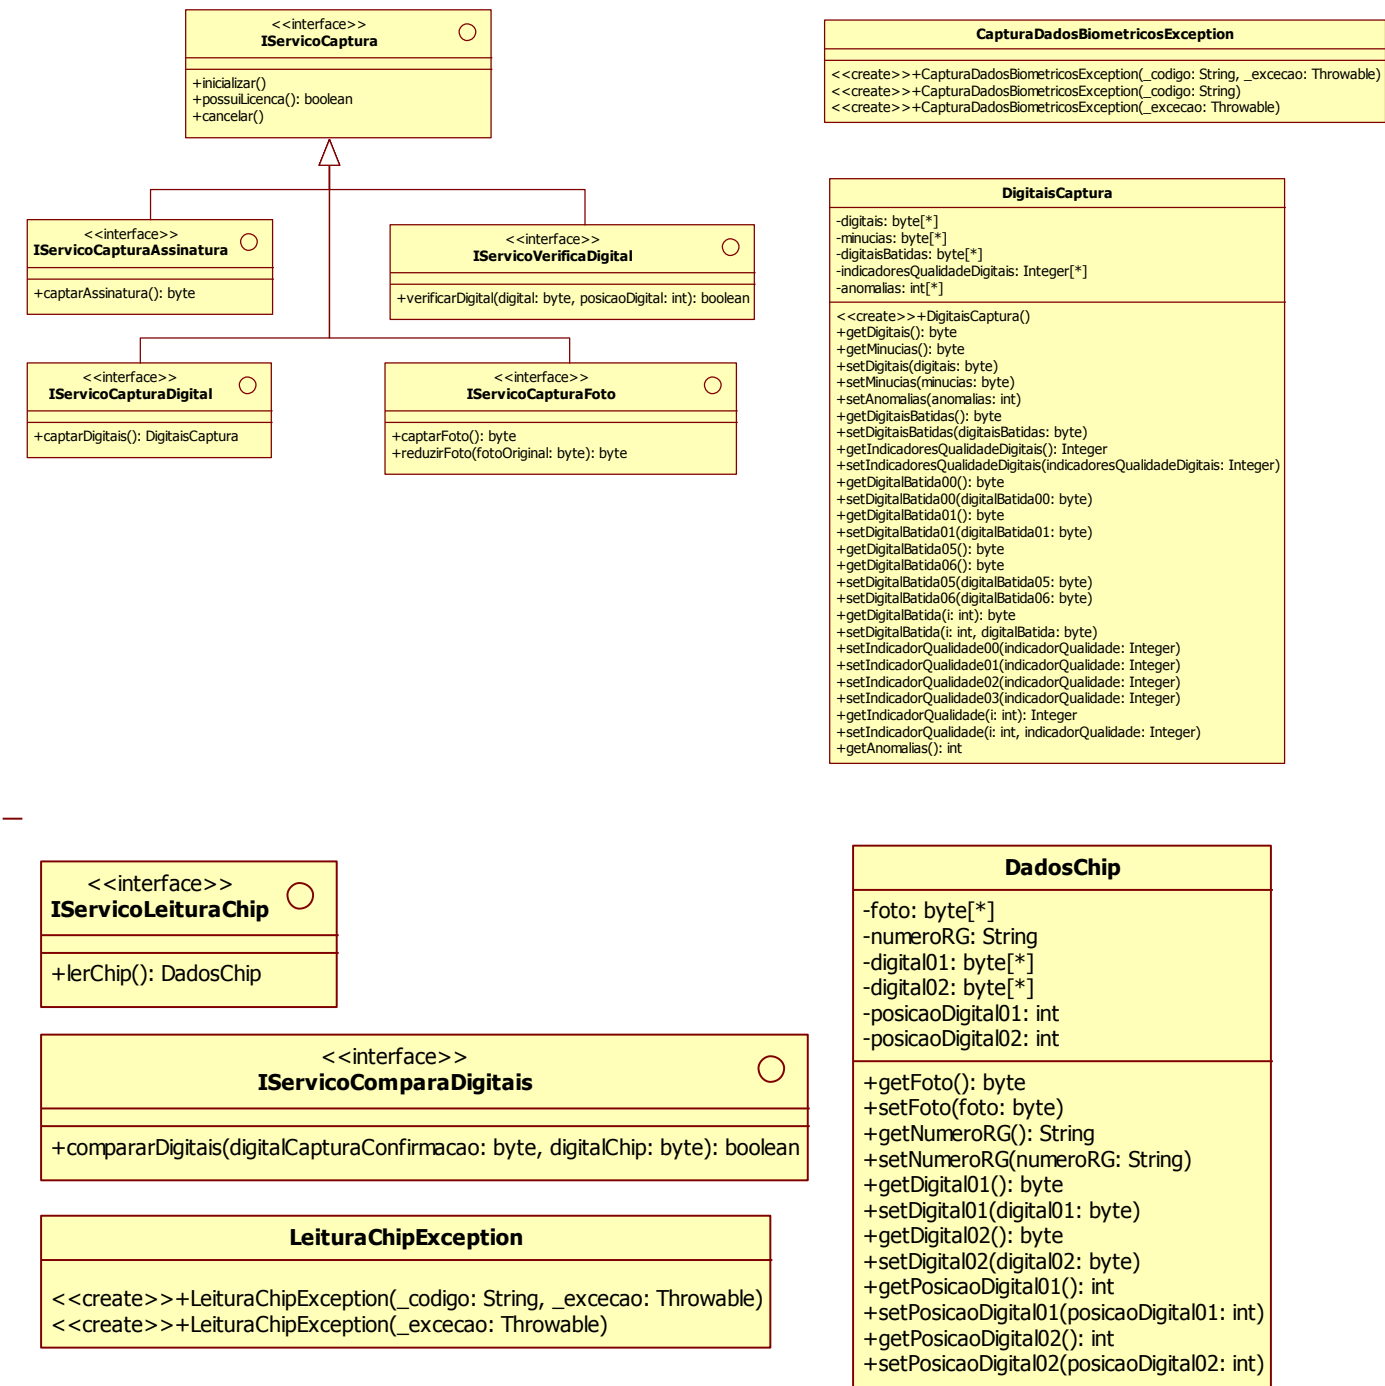 <<interface>>
IServicoCaptura
+inicializar()
+possuiLicenca(): boolean
+cancelar()
<<interface>>
IServicoCapturaAssinatura
+captarAssinatura(): byte
<<interface>>
IServicoVerificaDigital
+verificarDigital(digital: byte, posicaoDigital: int): boolean
<<interface>>
IServicoCapturaDigital
+captarDigitais(): DigitaisCaptura
<<interface>>
IServicoCapturaFoto
+captarFoto(): byte
+reduzirFoto(fotoOriginal: byte): byte
CapturaDadosBiometricosException
<<create>>+CapturaDadosBiometricosException(_codigo: String, _excecao: Throwable)
<<create>>+CapturaDadosBiometricosException(_codigo: String)
<<create>>+CapturaDadosBiometricosException(_excecao: Throwable)
DigitaisCaptura
-digitais: byte[*]
-minucias: byte[*]
-digitaisBatidas: byte[*]
-indicadoresQualidadeDigitais: Integer[*]
-anomalias: int[*]
<<create>>+DigitaisCaptura()
+getDigitais(): byte
+getMinucias(): byte
+setDigitais(digitais: byte)
+setMinucias(minucias: byte)
+setAnomalias(anomalias: int)
+getDigitaisBatidas(): byte
+setDigitaisBatidas(digitaisBatidas: byte)
+getIndicadoresQualidadeDigitais(): Integer
+setIndicadoresQualidadeDigitais(indicadoresQualidadeDigitais: Integer)
+getDigitalBatida00(): byte
+setDigitalBatida00(digitalBatida00: byte)
+getDigitalBatida01(): byte
+setDigitalBatida01(digitalBatida01: byte)
+getDigitalBatida05(): byte
+getDigitalBatida06(): byte
+setDigitalBatida05(digitalBatida05: byte)
+setDigitalBatida06(digitalBatida06: byte)
+getDigitalBatida(i: int): byte
+setDigitalBatida(i: int, digitalBatida: byte)
+setIndicadorQualidade00(indicadorQualidade: Integer)
+setIndicadorQualidade01(indicadorQualidade: Integer)
+setIndicadorQualidade02(indicadorQualidade: Integer)
+setIndicadorQualidade03(indicadorQualidade: Integer)
+getIndicadorQualidade(i: int): Integer
+setIndicadorQualidade(i: int, indicadorQualidade: Integer)
+getAnomalias(): int
<<interface>>
IServicoLeituraChip
+lerChip(): DadosChip
<<interface>>
IServicoComparaDigitais
+compararDigitais(digitalCapturaConfirmacao: byte, digitalChip: byte): boolean
LeituraChipException
<<create>>+LeituraChipException(_codigo: String, _excecao: Throwable)
<<create>>+LeituraChipException(_excecao: Throwable)
DadosChip
-foto: byte[*]
-numeroRG: String
-digital01: byte[*]
-digital02: byte[*]
-posicaoDigital01: int
-posicaoDigital02: int
+getFoto(): byte
+setFoto(foto: byte)
+getNumeroRG(): String
+setNumeroRG(numeroRG: String)
+getDigital01(): byte
+setDigital01(digital01: byte)
+getDigital02(): byte
+setDigital02(digital02: byte)
+getPosicaoDigital01(): int
+setPosicaoDigital01(posicaoDigital01: int)
+getPosicaoDigital02(): int
+setPosicaoDigital02(posicaoDigital02: int)